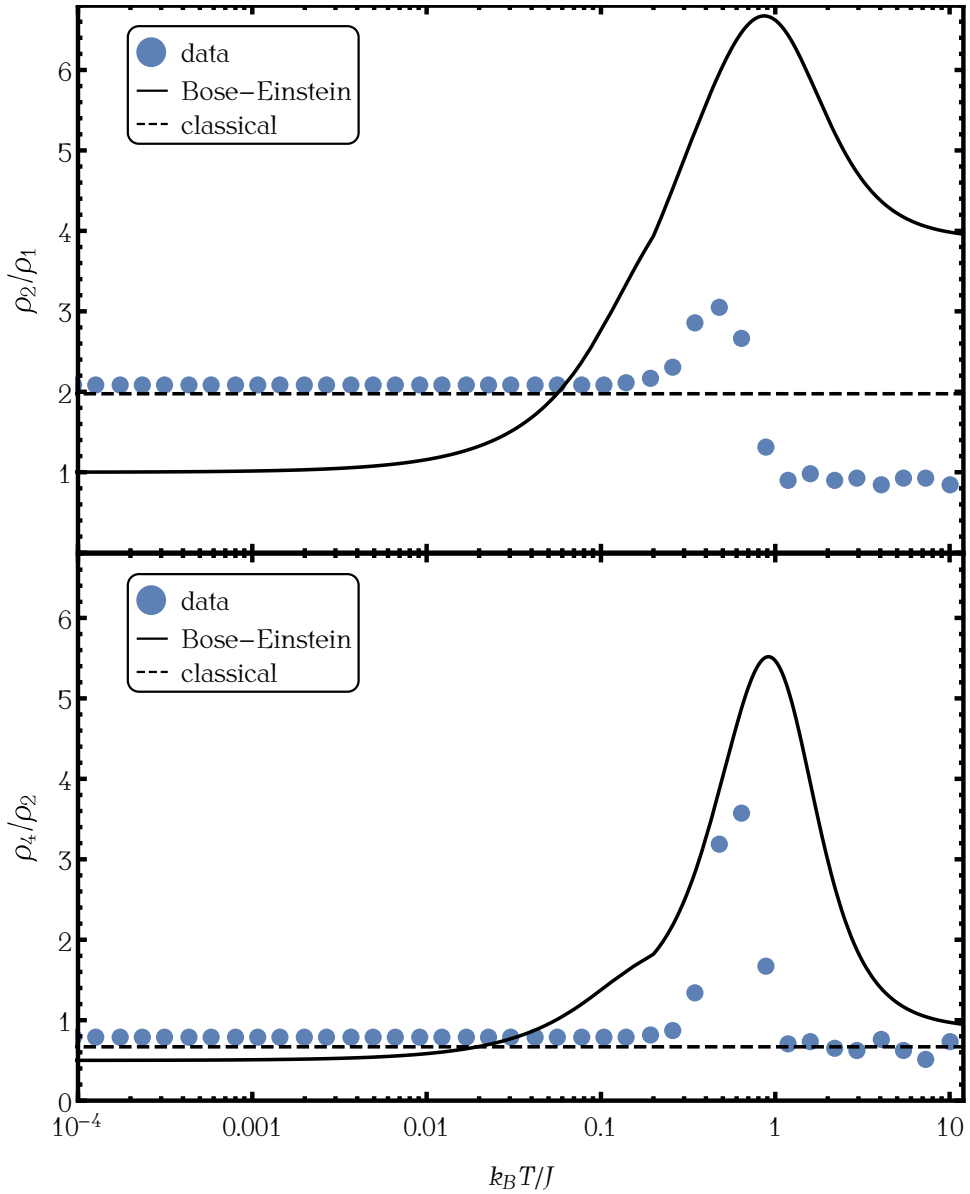 data
Bose−Einstein
classical
6
5
4
3
2
1
ρ2/ρ1
data
Bose−Einstein
classical
6
5
4
3
2
1
0
ρ4/ρ2
10−4
0.001
0.01
0.1
1
10
kBT/J